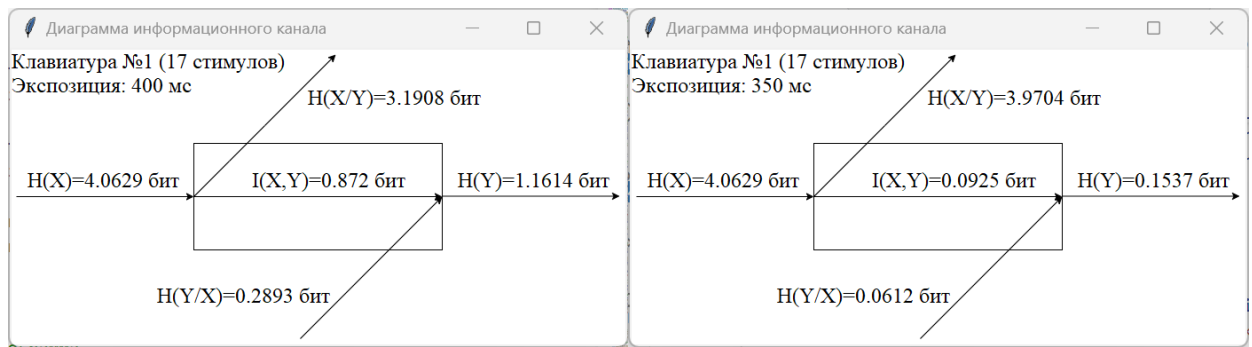 Диаграмма информационного канала
Клавиатура №1 (17 стимулов)
Экспозиция: 400 мс
H(X/Y)=3.1908 бит
H(X)=4.0629 бит
I(X,Y)=0.872 бит
H(Y)=1.1614 бит
H(Y/X)=0.2893 бит
Диаграмма информационного канала
Клавиатура №1 (17 стимулов)
Экспозиция: 350 мс
H(X/Y)=3.9704 бит
H(X)=4.0629 бит
I(X,Y)=0.0925 бит
H(Y)=0.1537 бит
H(Y/X)=0.0612 бит